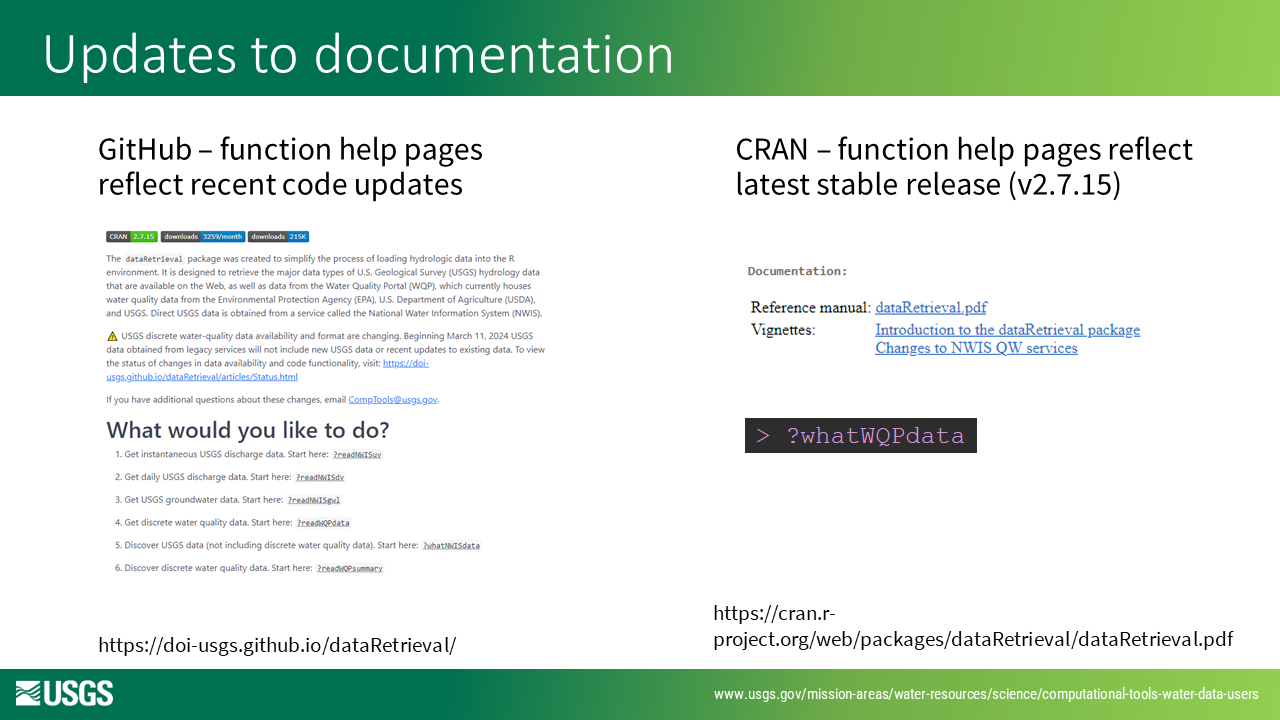 Updates to documentation
GitHub – function help pages
reflect recent code updates
CRAN 2.7.15 downloads 3259/month downloads 215K
The dataRetrieval package was created to simplify the process of loading hydrologic data into the R
environment. It is designed to retrieve the major data types of U.S. Geological Survey (USGS) hydrology data
that are available on the Web, as well as data from the Water Quality Portal (WQP), which currently houses
water quality data from the Environmental Protection Agency (EPA), U.S. Department of Agriculture (USDA),
and USGS. Direct USGS data is obtained from a service called the National Water Information System (NWIS).
⚠ USGS discrete water-quality data availability and format are changing. Beginning March 11, 2024 USGS
data obtained from legacy services will not include new USGS data or recent updates to existing data. To view
the status of changes in data availability and code functionality, visit: https://doi-
usgs.github.io/dataRetrieval/articles/Status.html
If you have additional questions about these changes, email CompTools@usgs.gov.
What would you like to do?
1. Get instantaneous USGS discharge data. Start here: ?readNWISuv
2. Get daily USGS discharge data. Start here: ?readNWISdv
3. Get USGS groundwater data. Start here: ?readNWISgwl
4. Get discrete water quality data. Start here: ?readWQPdata
5. Discover USGS data (not including discrete water quality data). Start here: ?whatNWISdata
6. Discover discrete water quality data. Start here: ?readWQPsummary
https://doi-usgs.github.io/dataRetrieval/
CRAN – function help pages reflect
latest stable release (v2.7.15)
Documentation:
Reference manual: dataRetrieval.pdf
Vignettes: Introduction to the dataRetrieval package
Changes to NWIS QW services
> ?whatWQPdata
https://cran.r-
project.org/web/packages/dataRetrieval/dataRetrieval.pdf
USGS
www.usgs.gov/mission-areas/water-resources/science/computational-tools-water-data-users